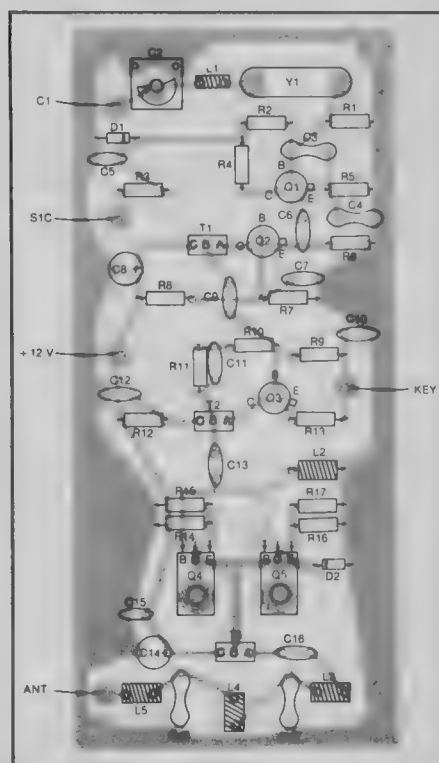 C2
L1
Y1
C1
R2
R1
D1
C3
C5
R4
B
R3
C
Q1
E
R5
S1C
C4
T1
B
C6
C B A
C
Q2
E
R6
C8
C7
R8
C9
R7
C10
R10
R9
+ 12 V
R11
C11
KEY
C12
E
C
Q3
T2
R12
C B A
R13
C13
L2
R15
R17
R14
R16
B C E
B C E
Q4
Q5
D2
C15
C14
C B A
C16
ANT
L5
L4
L3